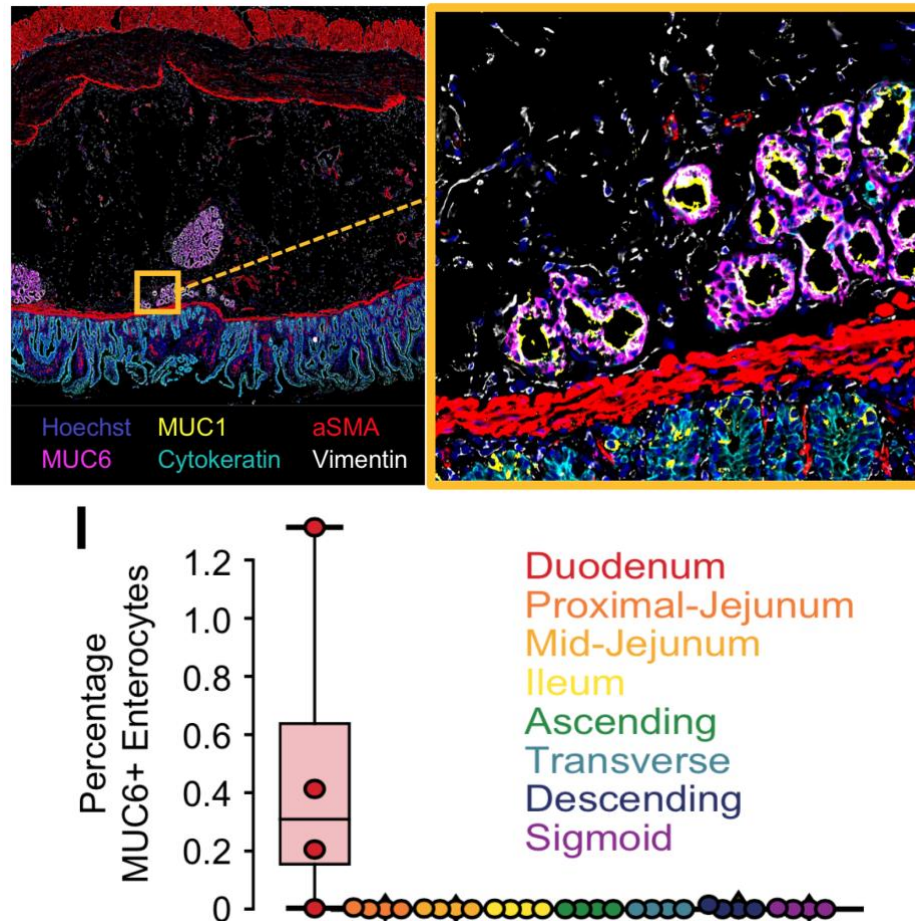 Hoechst MUC1 aSMA
MUC6 Cytokeratin Vimentin
I
Percentage
MUC6+ Enterocytes
1.2
1.0
0.8
0.6
0.4
0.2
0
Duodenum
Proximal-Jejunum
Mid-Jejunum
Ileum
Ascending
Transverse
Descending
Sigmoid